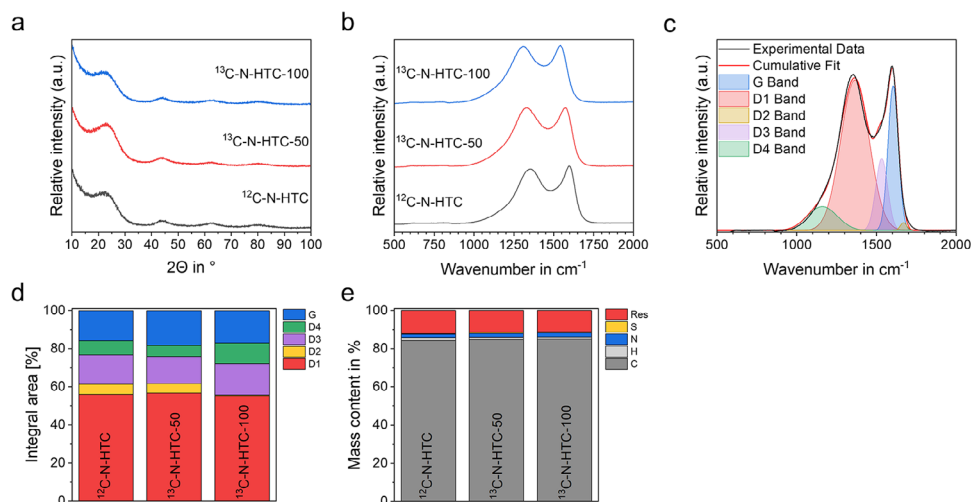 a
Relative intensity (a.u.)
¹³C-N-HTC-100
¹³C-N-HTC-50
¹²C-N-HTC
10 20 30 40 50 60 70 80 90 100
2Θ in °
b
Relative intensity (a.u.)
¹³C-N-HTC-100
¹³C-N-HTC-50
¹²C-N-HTC
500 750 1000 1250 1500 1750 2000
Wavenumber in cm⁻¹
c
Relative intensity (a.u.)
Experimental Data
Cumulative Fit
G Band
D1 Band
D2 Band
D3 Band
D4 Band
500 1000 1500 2000
Wavenumber in cm⁻¹
d
Integral area [%]
100
80
60
40
20
0
¹²C-N-HTC
¹³C-N-HTC-50
¹³C-N-HTC-100
G
D4
D3
D2
D1
e
Mass content in %
100
80
60
40
20
0
¹²C-N-HTC
¹³C-N-HTC-50
¹³C-N-HTC-100
Res
S
N
H
C